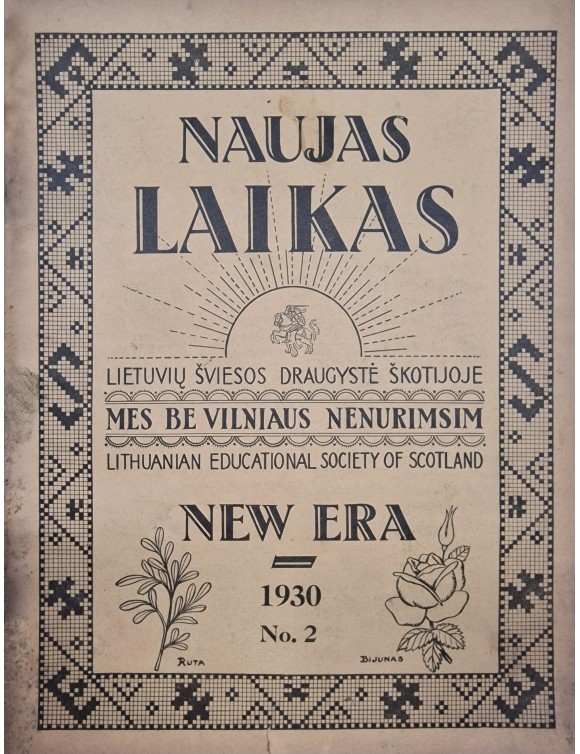 NAUJAS
LAIKAS
LIETUVIŲ ŠVIESOS DRAUGYSTĖ ŠKOTIJOJE
MES BE VILNIAUS NENURIMSIM
LITHUANIAN EDUCATIONAL SOCIETY OF SCOTLAND
NEW ERA
1930
No. 2
RUTA
BIJUNAS